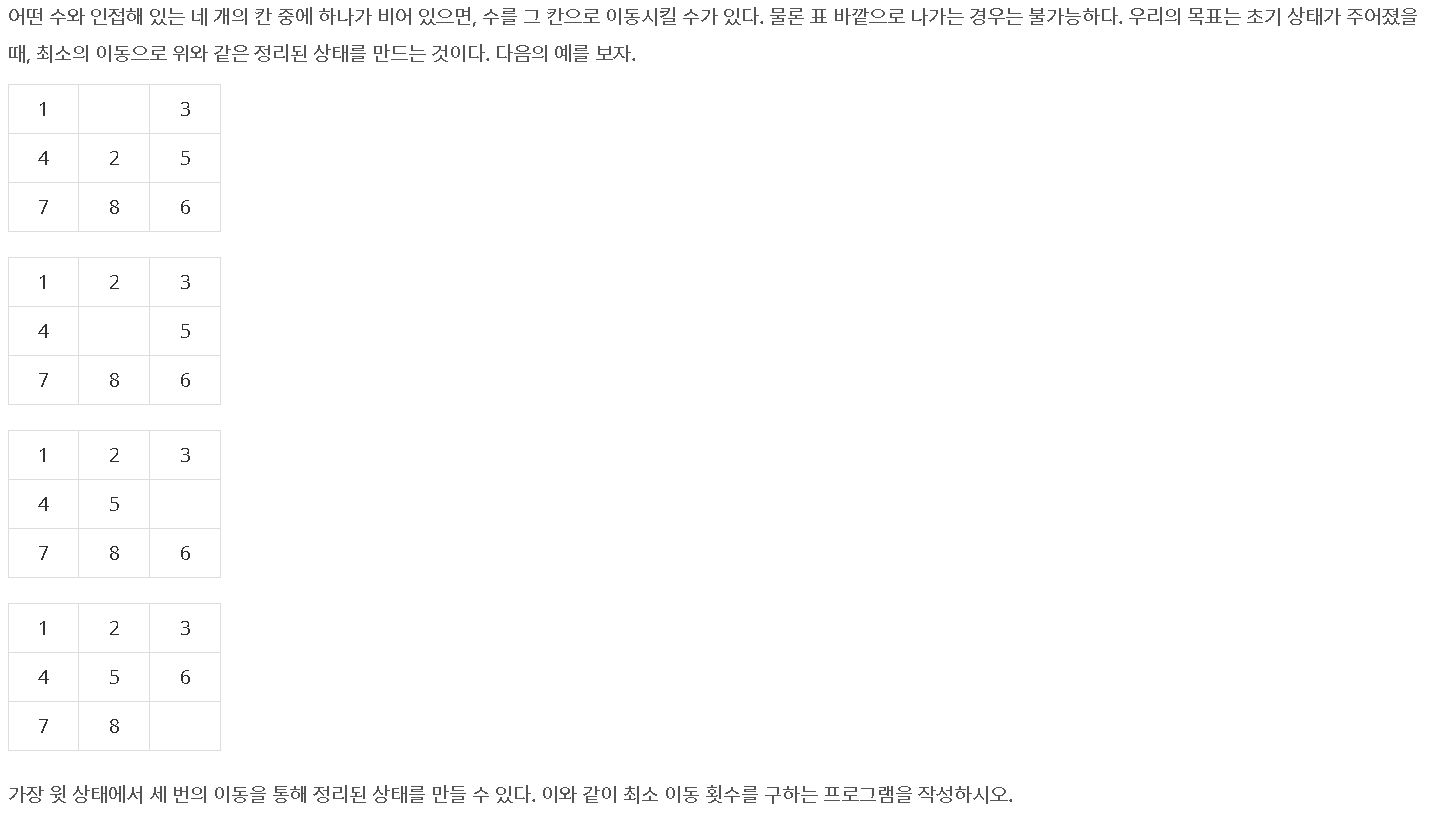 어떤 수와 인접해 있는 네 개의 칸 중에 하나가 비어 있으면, 수를 그 칸으로 이동시킬 수가 있다. 물론 표 바깥으로 나가는 경우는 불가능하다. 우리의 목표는 초기 상태가 주어졌을
때, 최소의 이동으로 위와 같은 정리된 상태를 만드는 것이다. 다음의 예를 보자.
1 3
4 2 5
7 8 6
1 2 3
4 5
7 8 6
1 2 3
4 5
7 8 6
1 2 3
4 5 6
7 8
가장 윗 상태에서 세 번의 이동을 통해 정리된 상태를 만들 수 있다. 이와 같이 최소 이동 횟수를 구하는 프로그램을 작성하시오.